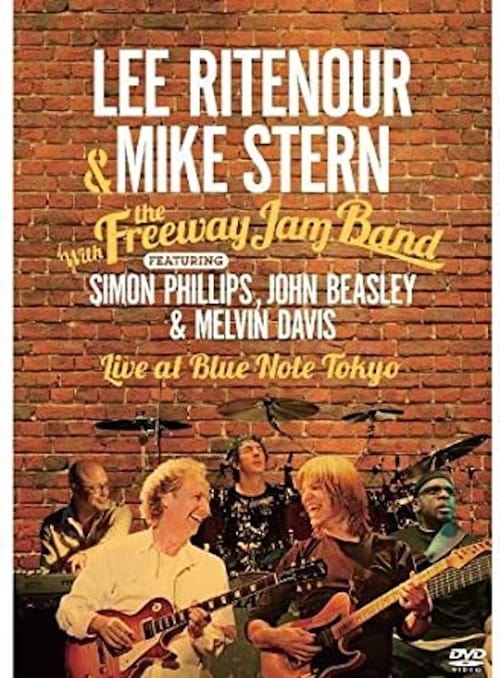 LEE RITENOUR
& MIKE STERN
With the Freeway Jam Band
FEATURING
SIMON PHILLIPS, JOHN BEASLEY
& MELVIN DAVIS
Live at Blue Note Tokyo
DVD
VIDEO